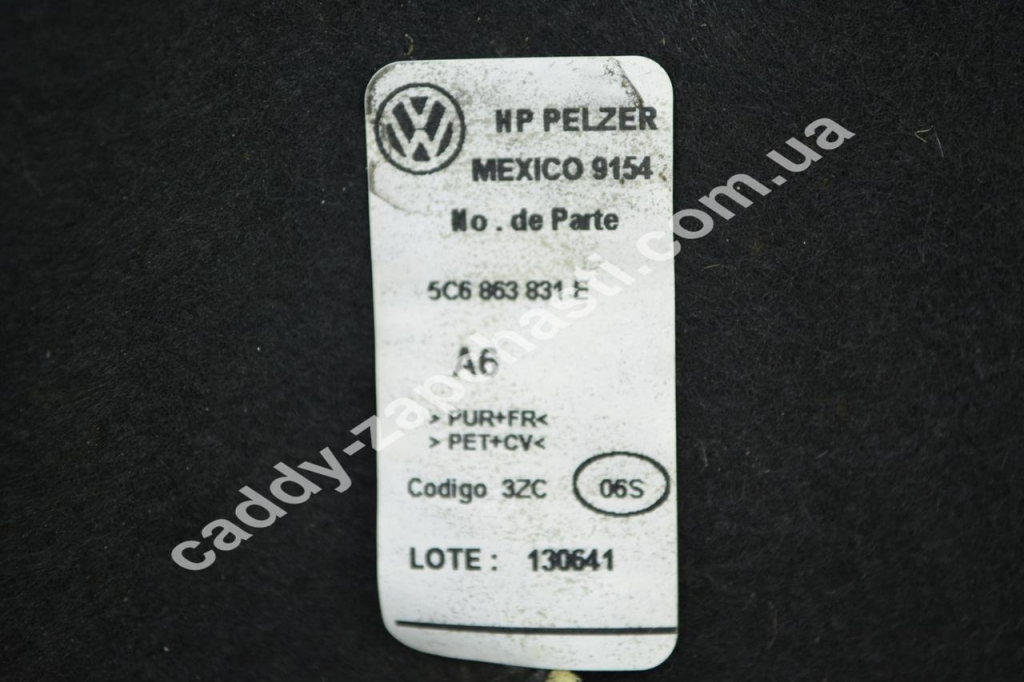 HP PELZER
MEXICO 9154
No. de Parte
5C6 863 831 E
A6
> PUR+FR<
> PET+CV<
Codigo 3ZC 06S
LOTE : 130641
caddy-zapchasti.com.ua